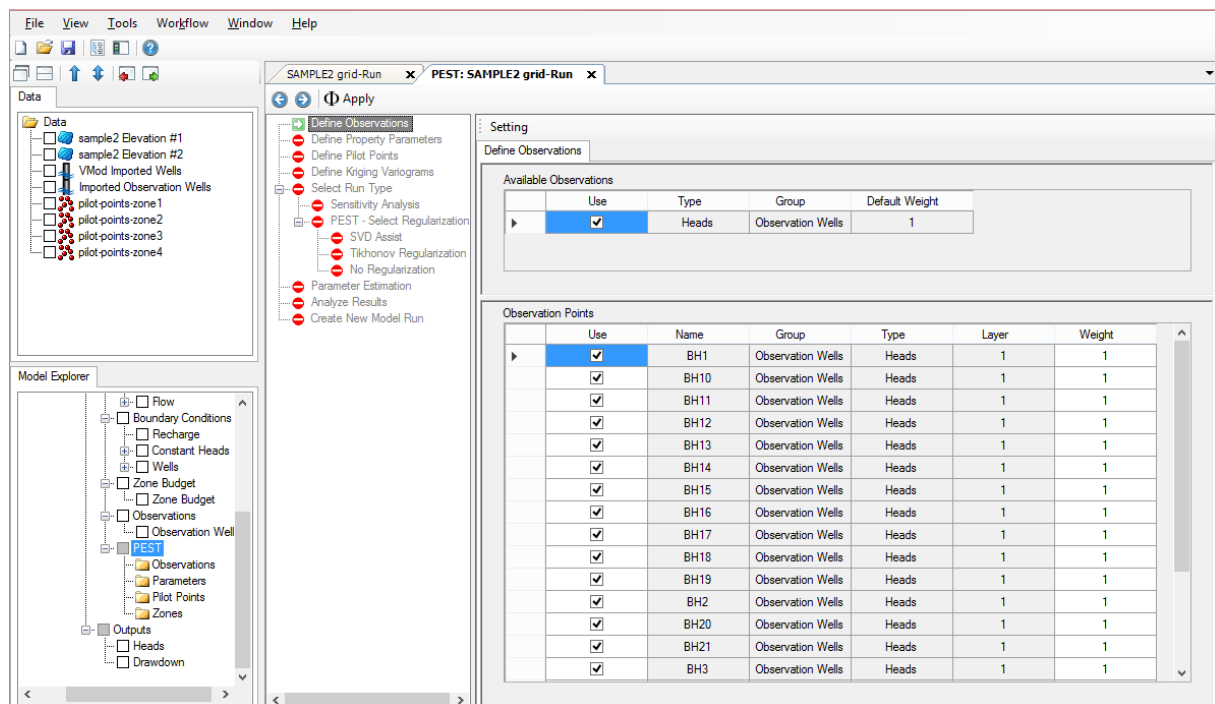 File View Tools Workflow Window Help
Data
Data
sample2 Elevation #1
sample2 Elevation #2
VMod Imported Wells
Imported Observation Wells
pilot-points-zone1
pilot-points-zone2
pilot-points-zone3
pilot-points-zone4
Model Explorer
Flow
Boundary Conditions
Recharge
Constant Heads
Wells
Zone Budget
Zone Budget
Observations
Observation Well
PEST
Observations
Parameters
Pilot Points
Zones
Outputs
Heads
Drawdown
SAMPLE2 grid-Run x PEST: SAMPLE2 grid-Run x
Φ Apply
Define Observations
Define Property Parameters
Define Pilot Points
Define Kriging Variograms
Select Run Type
Sensitivity Analysis
PEST - Select Regularization
SVD Assist
Tikhonov Regularization
No Regularization
Parameter Estimation
Analyze Results
Create New Model Run
Setting
Define Observations
Available Observations
Use Type Group Default Weight
Heads Observation Wells 1
Observation Points
Use Name Group Type Layer Weight
BH1 Observation Wells Heads 1 1
BH10 Observation Wells Heads 1 1
BH11 Observation Wells Heads 1 1
BH12 Observation Wells Heads 1 1
BH13 Observation Wells Heads 1 1
BH14 Observation Wells Heads 1 1
BH15 Observation Wells Heads 1 1
BH16 Observation Wells Heads 1 1
BH17 Observation Wells Heads 1 1
BH18 Observation Wells Heads 1 1
BH19 Observation Wells Heads 1 1
BH2 Observation Wells Heads 1 1
BH20 Observation Wells Heads 1 1
BH21 Observation Wells Heads 1 1
BH3 Observation Wells Heads 1 1